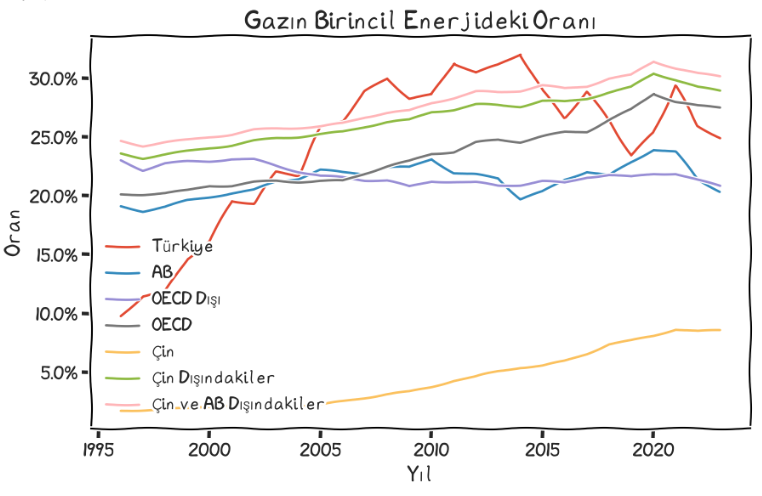 Gazın Birincil Enerjideki Oranı
30.0%
25.0%
20.0%
15.0%
10.0%
5.0%
Oran
Türkiye
AB
OECD Dışı
OECD
Çin
Çin Dışındakiler
Çin ve AB Dışındakiler
1995 2000 2005 2010 2015 2020
Yıl